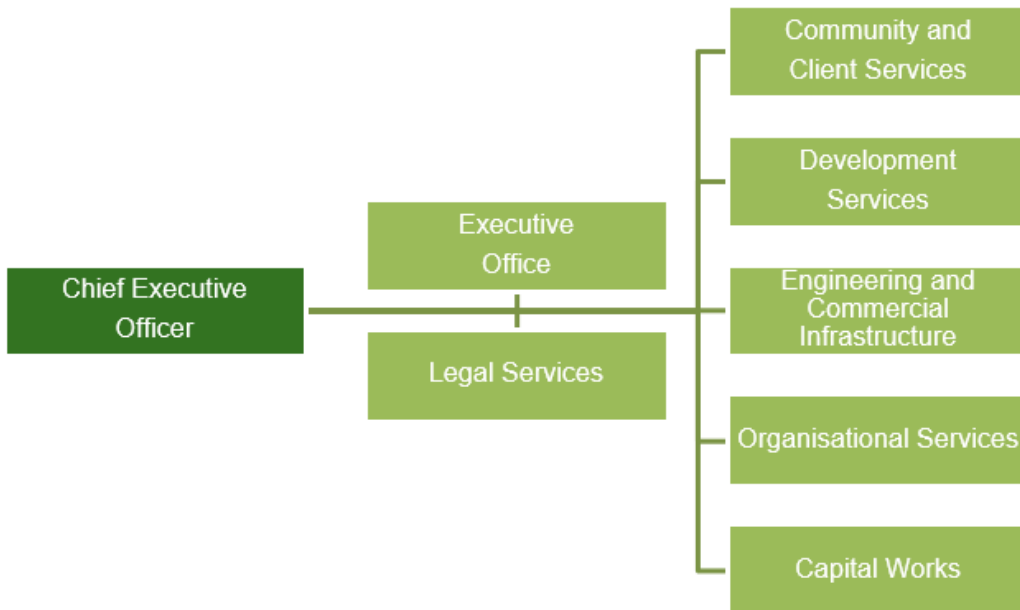 Chief Executive
Officer
Executive
Office
Legal Services
Community and
Client Services
Development
Services
Engineering and
Commercial
Infrastructure
Organisational Services
Capital Works